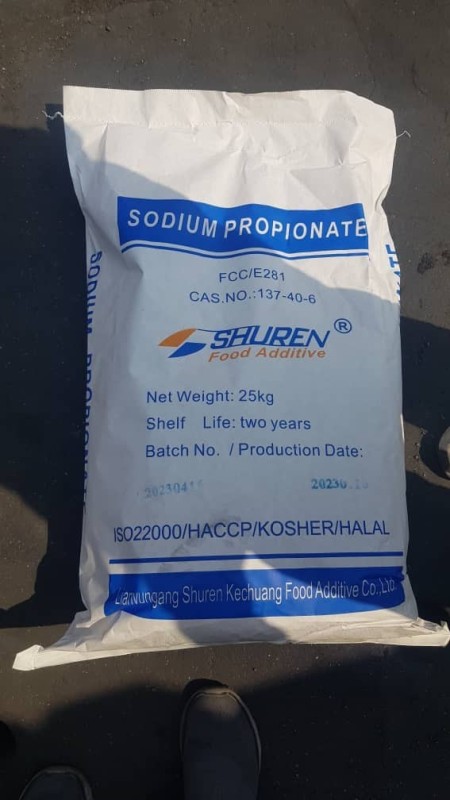 SODIUM PROPIONATE
FCC/E281
CAS.NO.:137-40-6
SHUREN®
Food Additive
Net Weight: 25kg
Shelf Life: two years
Batch No. / Production Date:
ISO22000/HACCP/KOSHER/HALAL
Lianyungang Shuren Kechuang Food Additive Co.,Ltd.
SODIUM